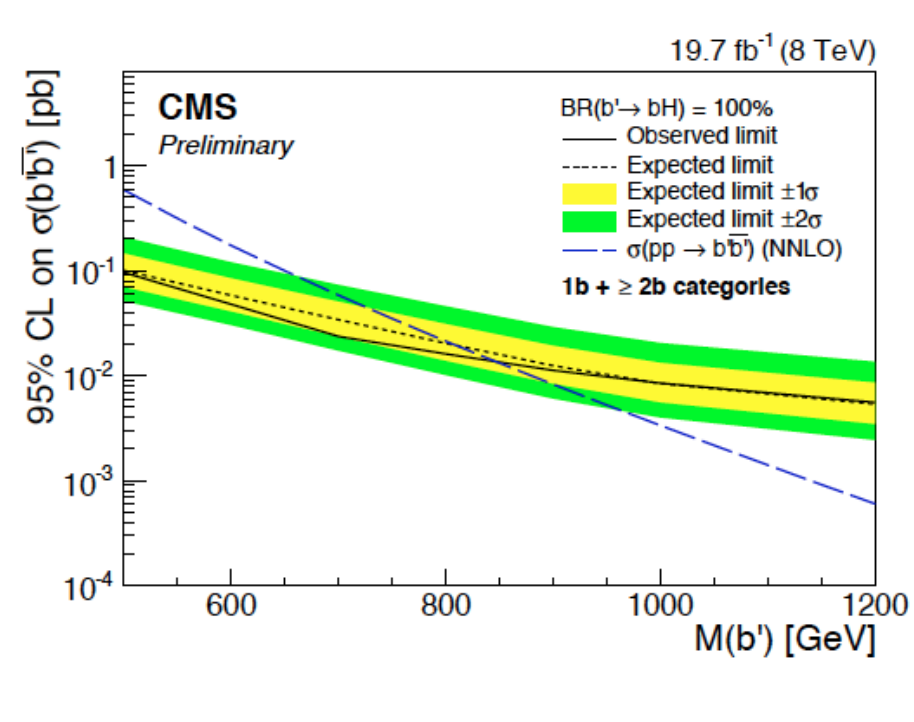 19.7 fb⁻¹ (8 TeV)
CMS
Preliminary
BR(b'→ bH) = 100%
Observed limit
Expected limit
Expected limit ±1σ
Expected limit ±2σ
σ(pp → b'b̅') (NNLO)
1b + ≥ 2b categories
95% CL on σ(b'b̅') [pb]
1
10⁻¹
10⁻²
10⁻³
10⁻⁴
600
800
1000
1200
M(b') [GeV]